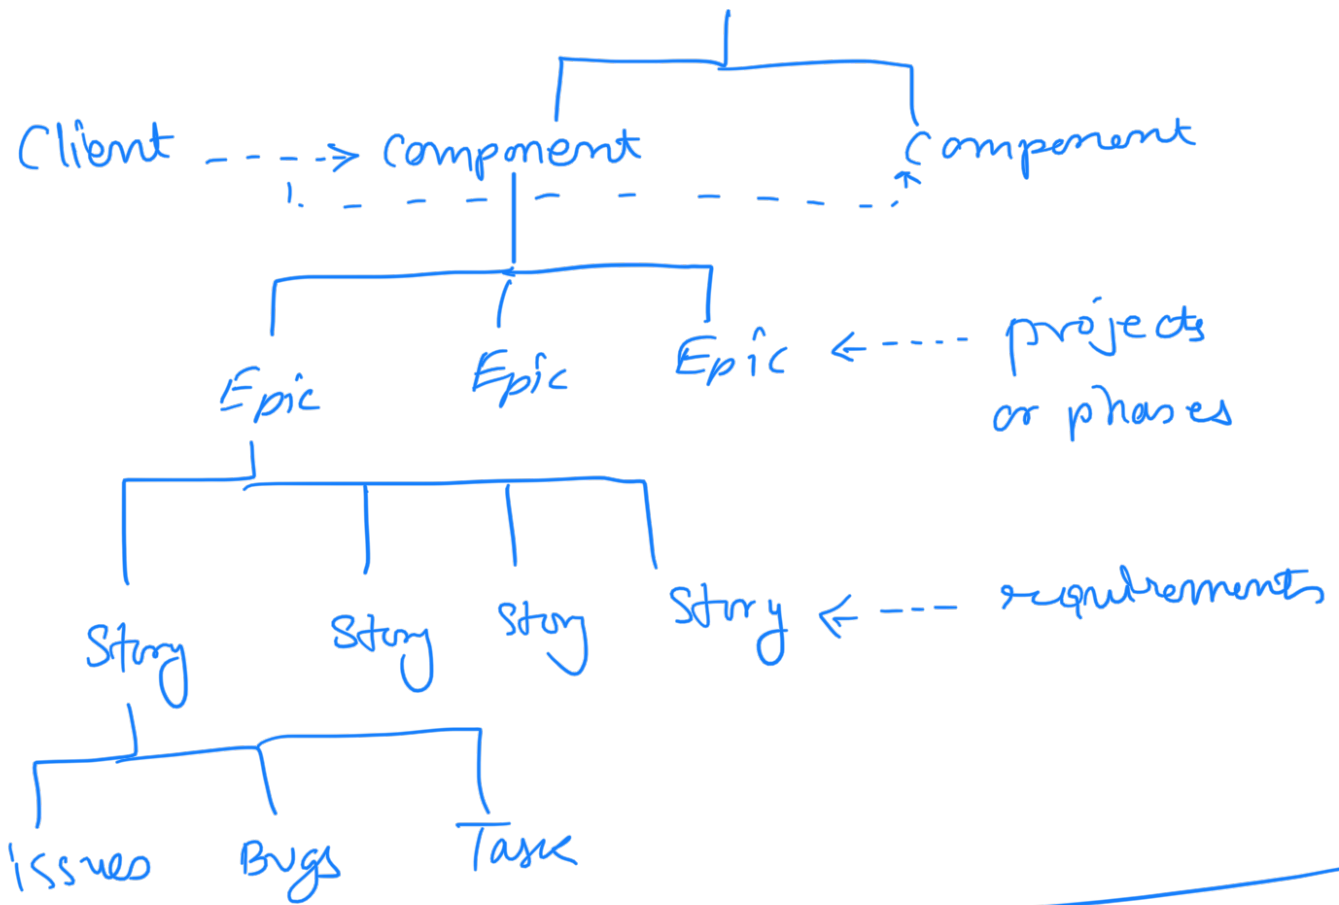 Client component Component
Epic Epic Epic projects
or phases
Story Story Story Story requirements
issues Bugs Task